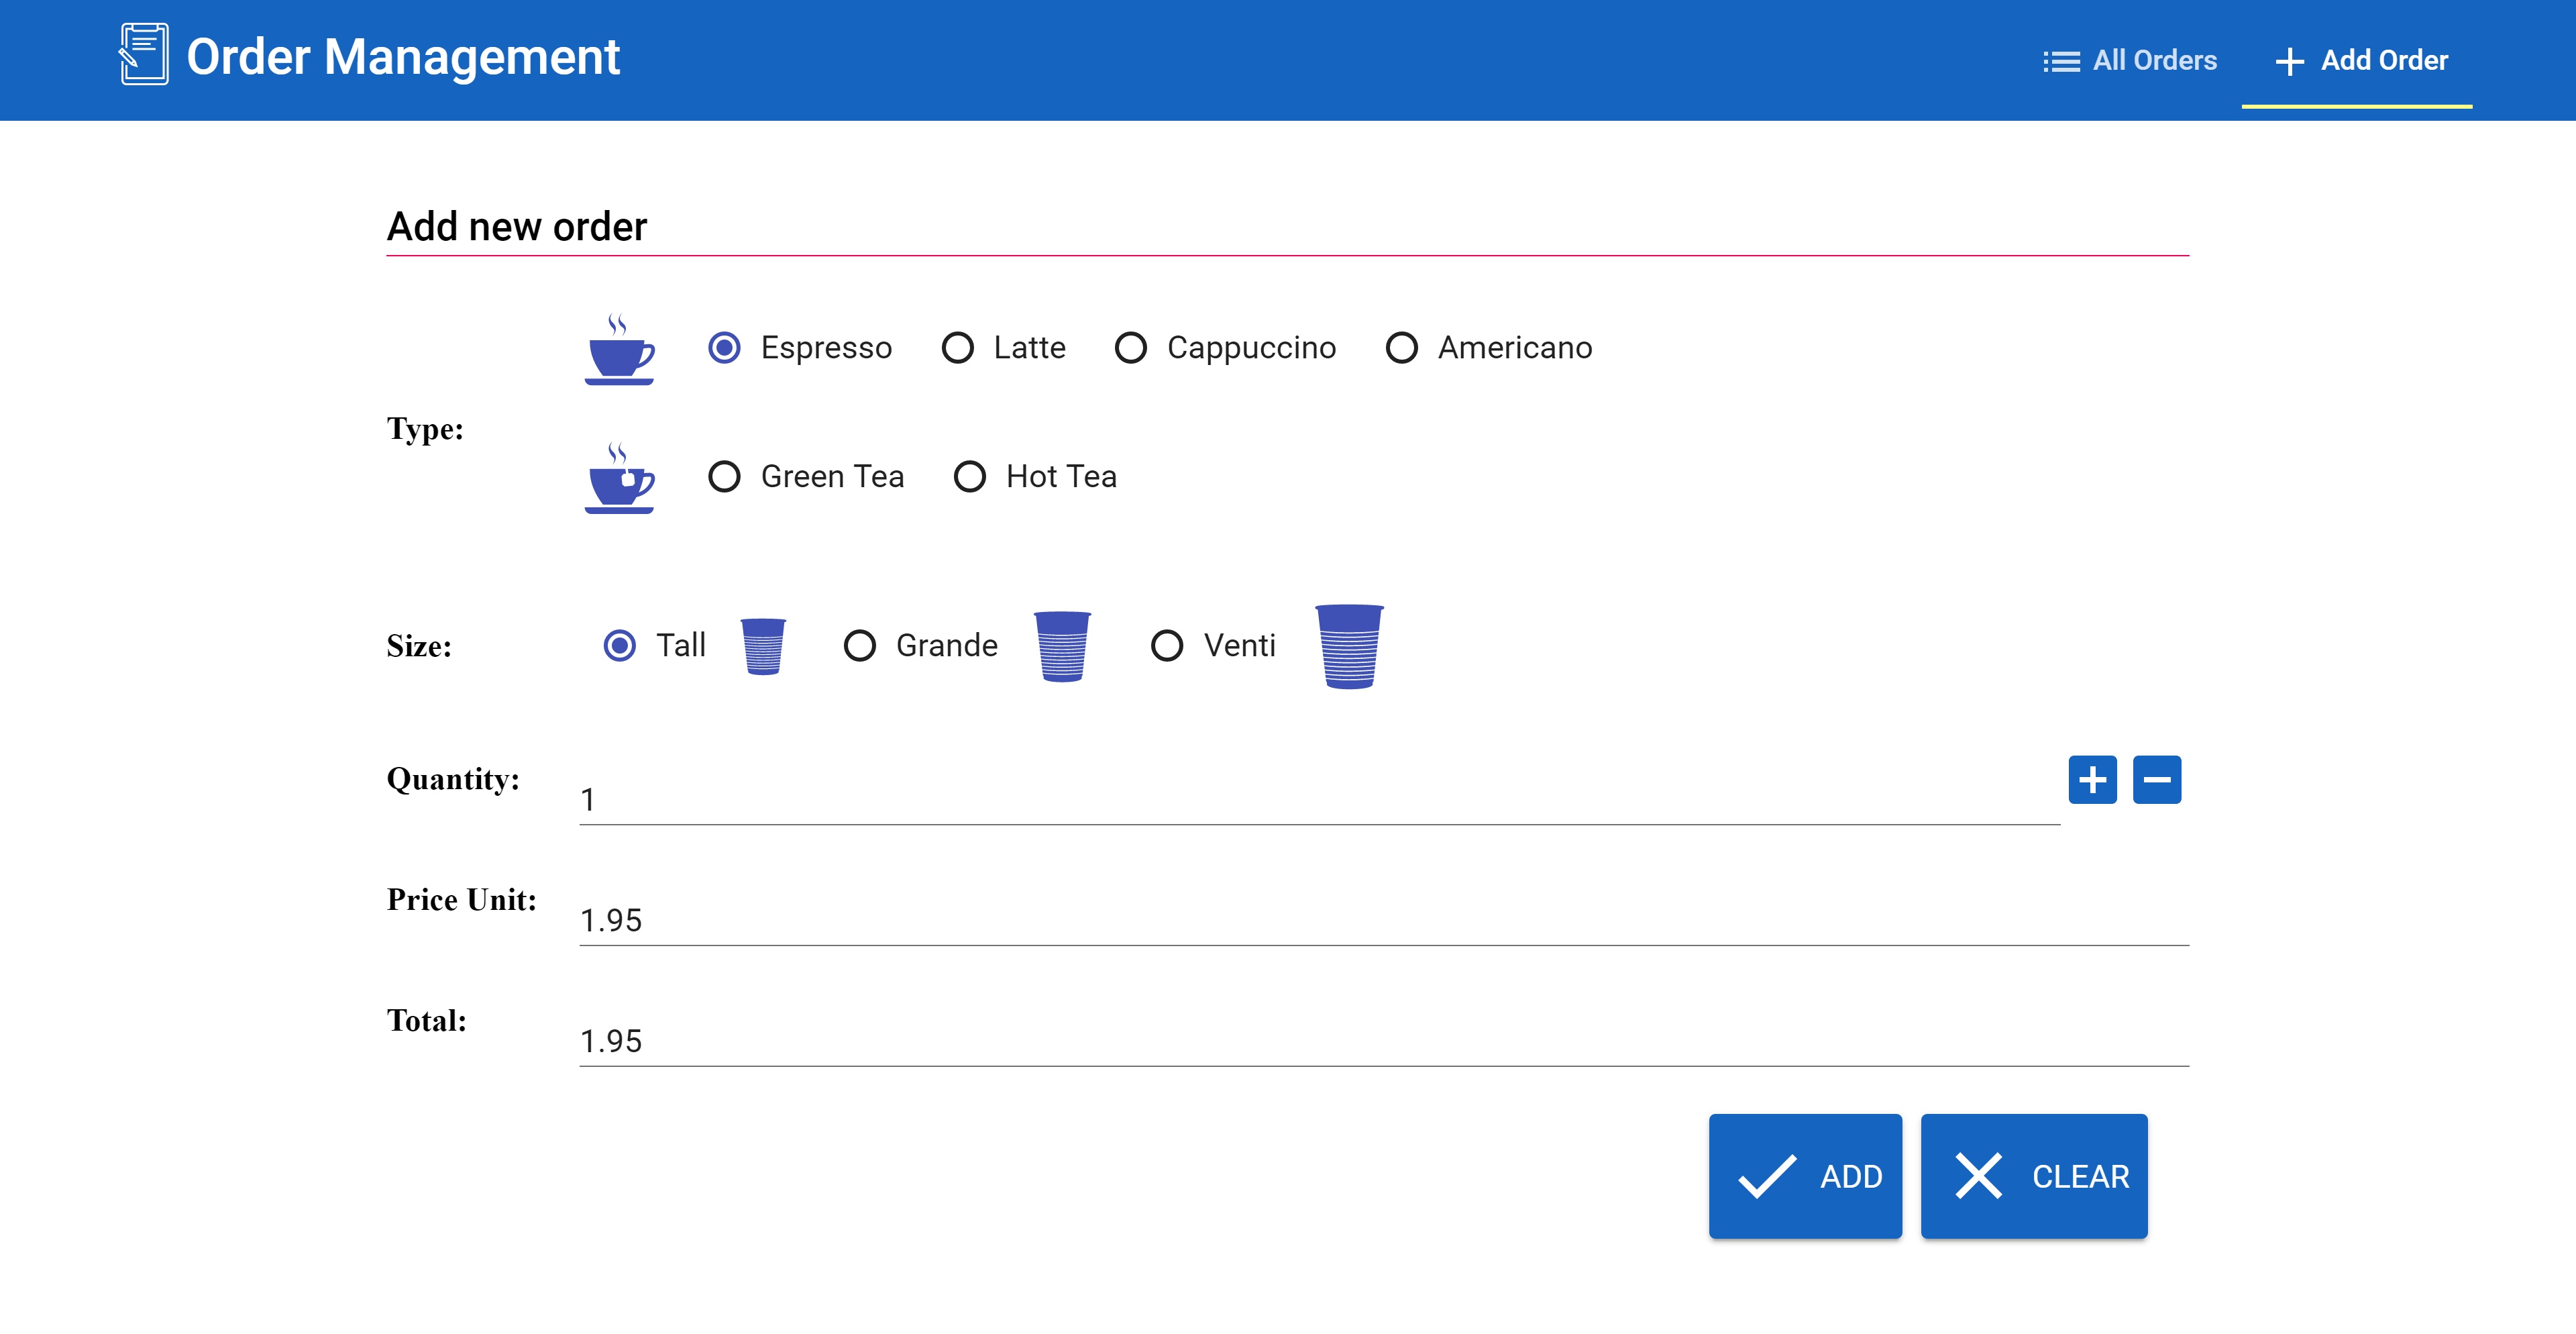 Order Management
All Orders
Add Order
Add new order
Type:
Espresso Latte Cappuccino Americano
Green Tea Hot Tea
Size:
Tall Grande Venti
Quantity:
1
Price Unit:
1.95
Total:
1.95
ADD
CLEAR